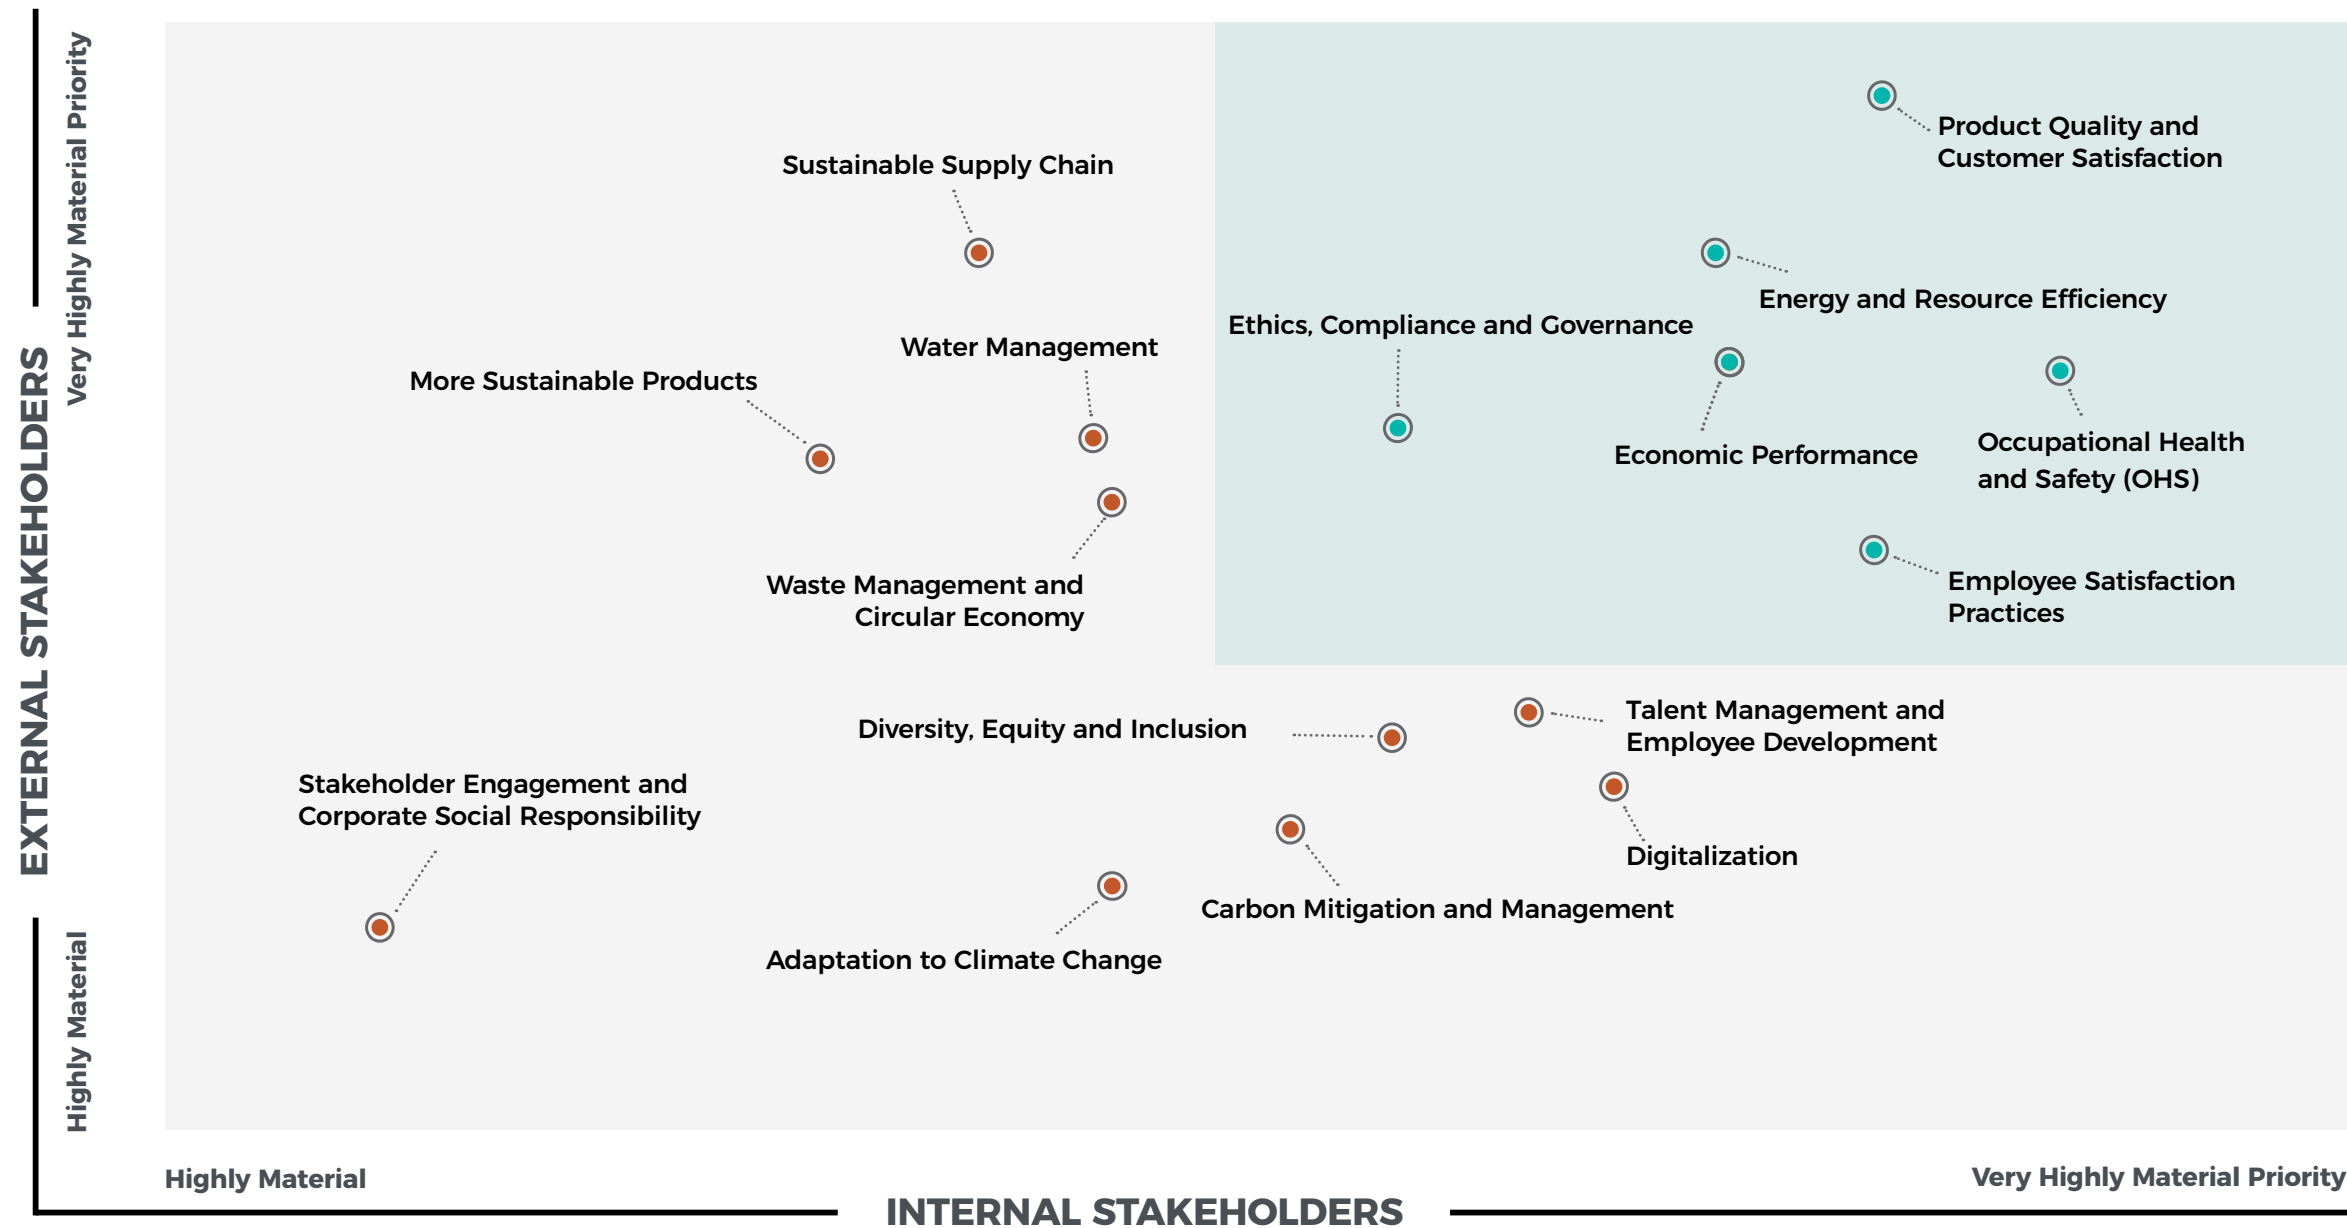 EXTERNAL STAKEHOLDERS
Very Highly Material Priority
Highly Material
Product Quality and
Customer Satisfaction
Sustainable Supply Chain
Energy and Resource Efficiency
Ethics, Compliance and Governance
Water Management
More Sustainable Products
Economic Performance
Occupational Health
and Safety (OHS)
Waste Management and
Circular Economy
Employee Satisfaction
Practices
Diversity, Equity and Inclusion
Talent Management and
Employee Development
Stakeholder Engagement and
Corporate Social Responsibility
Digitalization
Carbon Mitigation and Management
Adaptation to Climate Change
Highly Material
Very Highly Material Priority
INTERNAL STAKEHOLDERS